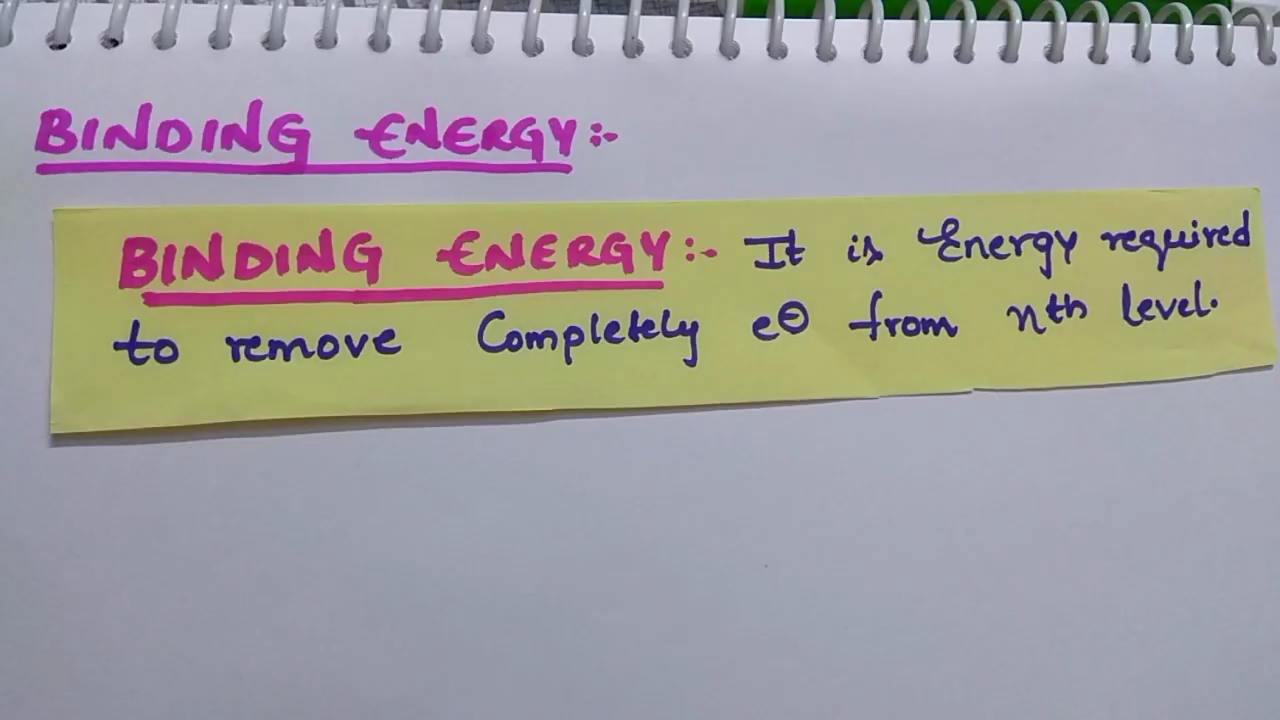 BINDING ENERGY:-
BINDING ENERGY:- It is Energy required
to remove Completely e⊖ from nth level.